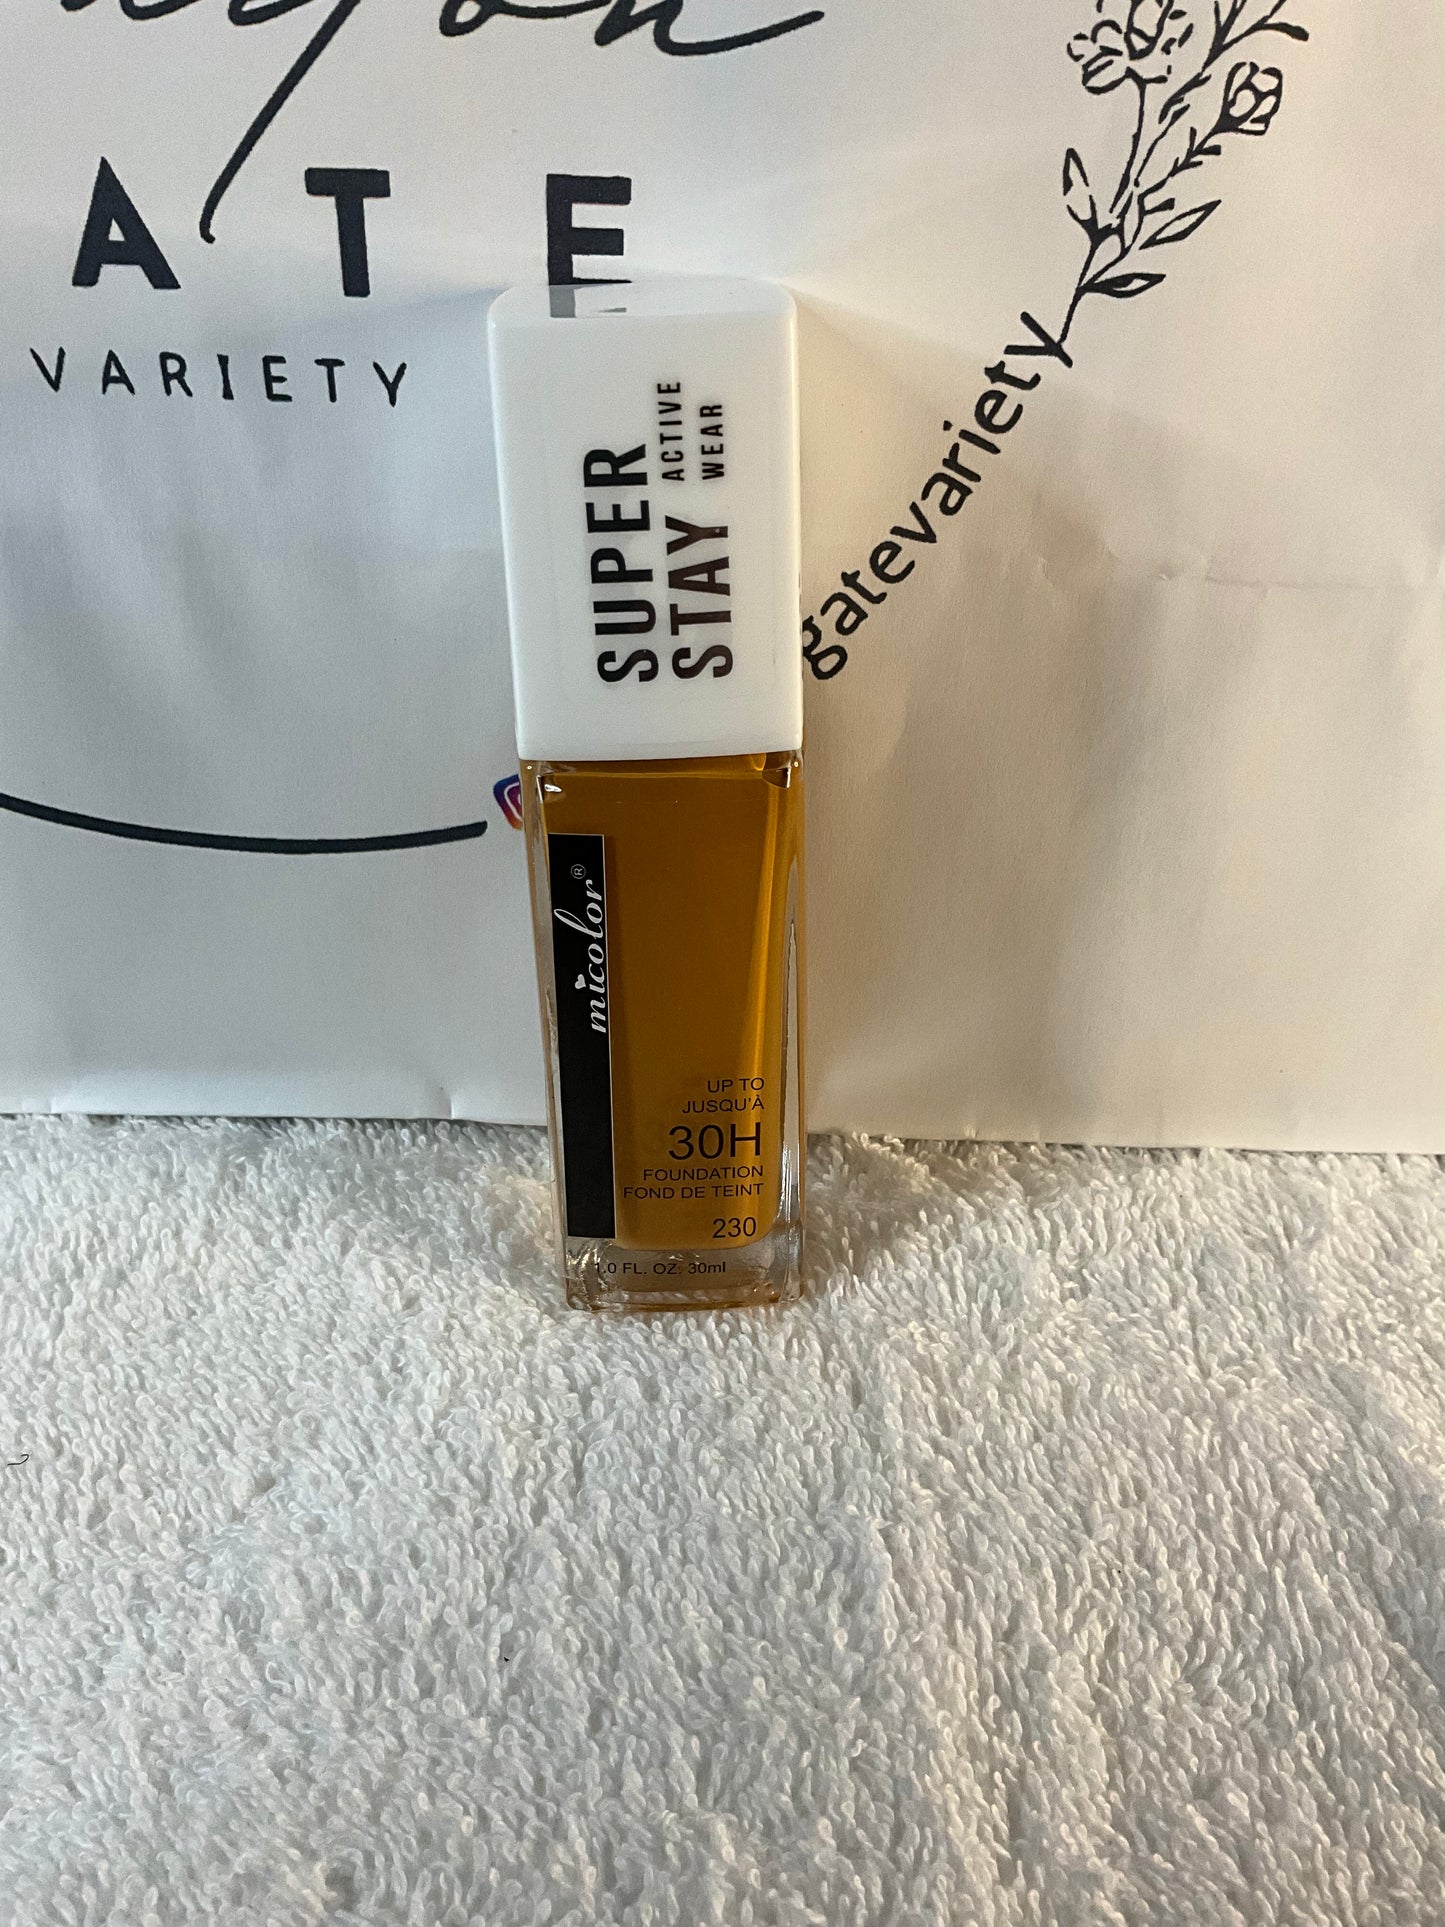 ATE
VARIETY
gatevariety
SUPER
STAY
ACTIVE
WEAR
micolor®
UP TO
JUSQU'À
30H
FOUNDATION
FOND DE TEINT
230
1.0 FL. OZ. 30ml